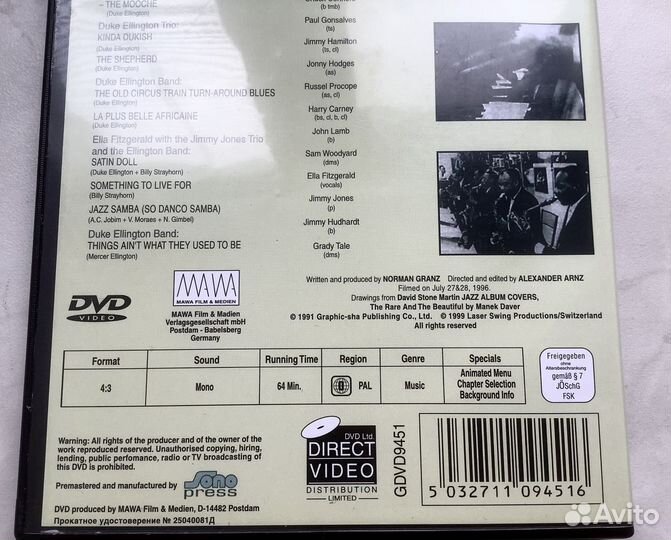 – THE MOOCHE
(Duke Ellington)
Duke Ellington Trio:
KINDA DUKISH
(Duke Ellington)
THE SHEPHERD
(Duke Ellington)
Duke Ellington Band:
THE OLD CIRCUS TRAIN TURN-AROUND BLUES
(Duke Ellington)
LA PLUS BELLE AFRICAINE
(Duke Ellington)
Ella Fitzgerald with the Jimmy Jones Trio
and the Ellington Band:
SATIN DOLL
(Duke Ellington + Billy Strayhorn)
SOMETHING TO LIVE FOR
(Billy Strayhorn)
JAZZ SAMBA (SO DANCO SAMBA)
(A.C. Jobim + V. Moraes + N. Gimbel)
Duke Ellington Band:
THINGS AIN'T WHAT THEY USED TO BE
(Mercer Ellington)
(b tmb)
Paul Gonsalves
(ts)
Jimmy Hamilton
(ts, cl)
Jonny Hodges
(as)
Russel Procope
(as, cl)
Harry Carney
(bs, cl, b, cl)
John Lamb
(b)
Sam Woodyard
(dms)
Ella Fitzgerald
(vocals)
Jimmy Jones
(p)
Jimmy Hudhardt
(b)
Grady Tale
(dms)
Written and produced by NORMAN GRANZ Directed and edited by ALEXANDER ARNZ
Filmed on July 27&28, 1996.
Drawings from David Stone Martin JAZZ ALBUM COVERS,
The Rare And The Beautiful by Manek Daver
© 1991 Graphic-sha Publishing Co., Ltd. © 1999 Laser Swing Productions/Switzerland
All rights reserved
DVD
VIDEO
MAWA
MAWA FILM & MEDIEN
MAWA Film & Madien
Verlagsgesellschaft mbH
Postdam - Babelsberg
Germany
Format Sound Running Time Region Genre Specials
4:3 Mono 64 Min. 0 PAL Music
Animated Menu
Chapter Selection
Background Info
Freigegeben
ohne
Altersbeschrankung
gemäß § 7
JÖSchG
FSK
Warning: All rights of the producer and of the owner of the
work reproduced reserved. Unauthorised copying, hiring,
lending, public pomance, radio or TV broadcasting of
this DVD is prohibited.
Premastered and manufactured by
sono
press
DVD produced by MAWA Film & Medien, D-14482 Postdam
Прокатное удостоверение № 25040081Д
DVD Ltd.
DIRECT
VIDEO
DISTRIBUTION
LIMITED
GDVD9451
5 032711 094516
Avito